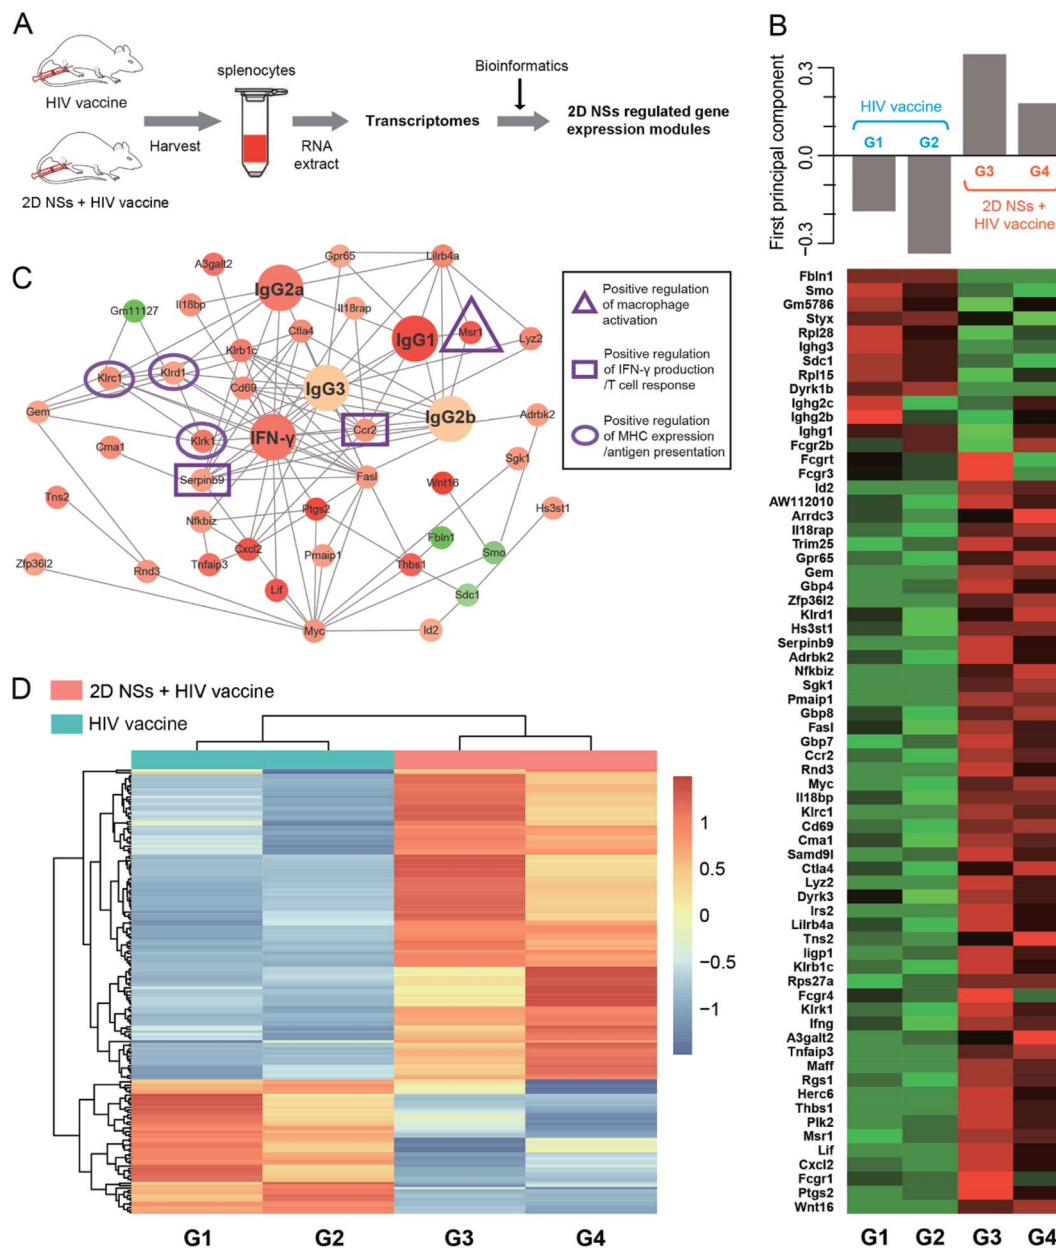 A
HIV vaccine
2D NSs + HIV vaccine
Harvest
splenocytes
RNA
extract
Transcriptomes
Bioinformatics
2D NSs regulated gene
expression modules
B
First principal component
0.3
0.0
−0.3
HIV vaccine
G1
G2
G3
G4
2D NSs +
HIV vaccine
Fbln1
Smo
Gm5786
Styx
Rpl28
Ighg3
Sdc1
Rpl15
Dyrk1b
Ighg2c
Ighg2b
Ighg1
Fcgr2b
Fcgrt
Fcgr3
Id2
AW112010
Arrdc3
Il18rap
Trim25
Gpr65
Gem
Gbp4
Zfp36l2
Klrd1
Hs3st1
Serpinb9
Adrbk2
Nfkbiz
Sgk1
Pmaip1
Gbp8
Fasl
Gbp7
Ccr2
Rnd3
Myc
Il18bp
Klrc1
Cd69
Cma1
Samd9l
Ctla4
Lyz2
Dyrk3
Irs2
Lilrb4a
Tns2
Iigp1
Klrb1c
Rps27a
Fcgr4
Klrk1
Ifng
A3galt2
Tnfaip3
Maff
Rgs1
Herc6
Thbs1
Plk2
Msr1
Lif
Cxcl2
Fcgr1
Ptgs2
Wnt16
G1 G2 G3 G4
C
A3galt2
Gpr65
Lilrb4a
IgG2a
Gm11127
Il18bp
Il18rap
Ctla4
IgG1
Msr1
Lyz2
Klrb1c
Klrc1
Klrd1
Cd69
IgG3
Gem
IgG2b
Adrbk2
Cma1
Klrk1
IFN-γ
Ccr2
Serpinb9
Fasl
Sgk1
Wnt16
Tns2
Ptgs2
Hs3st1
Nfkbiz
Fbln1
Cxcl2
Pmaip1
Smo
Zfp36l2
Rnd3
Tnfaip3
Thbs1
Lif
Sdc1
Myc
Id2
Positive regulation
of macrophage
activation
Positive regulation
of IFN-γ production
/T cell response
Positive regulation
of MHC expression
/antigen presentation
D
2D NSs + HIV vaccine
HIV vaccine
1
0.5
0
−0.5
−1
G1 G2 G3 G4